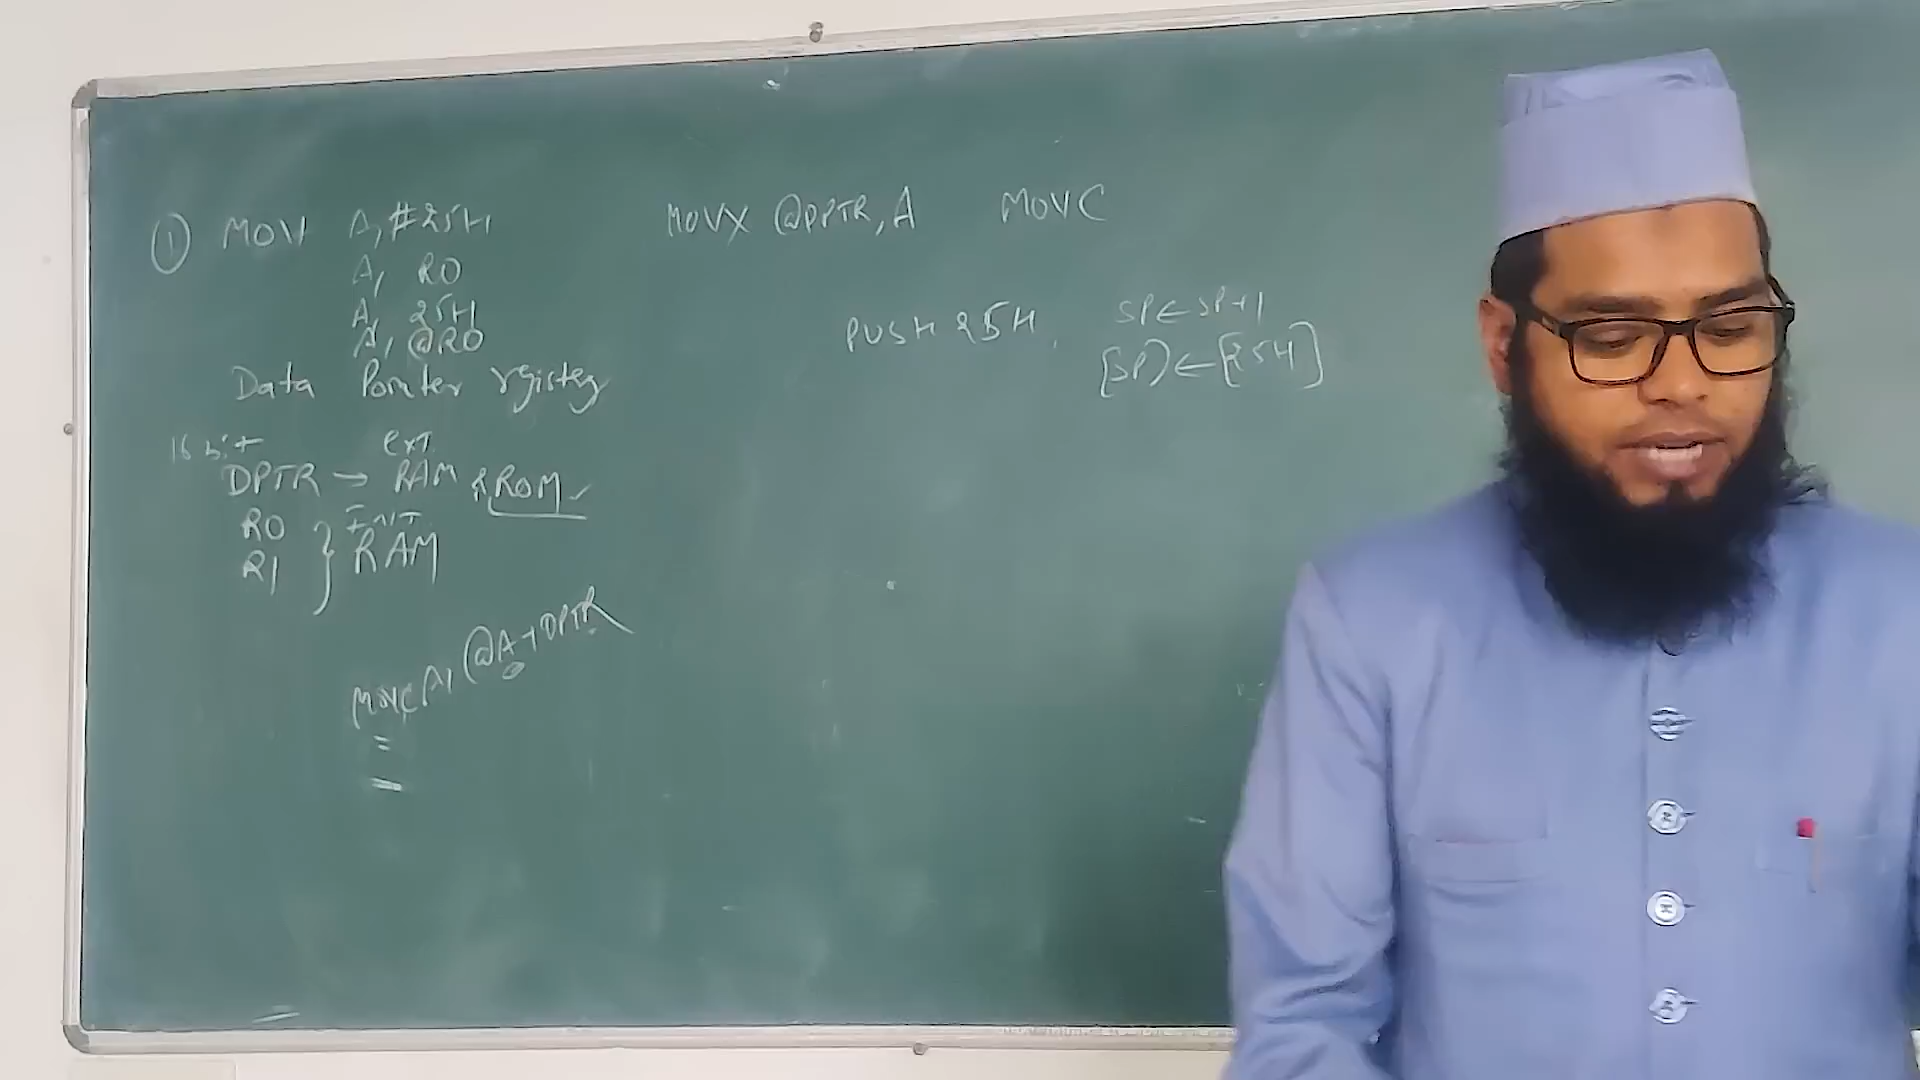 ① MOV A, #25H
A, R0
A, 25H
A, @R0
Data Pointer register
16 bit
ext.
DPTR → RAM & ROM ✓
R0
R1 } Int. RAM
MOVC A, @A+DPTR
MOVX @DPTR, A MOVC
PUSH 25H, SP ← SP+1
[SP] ← [25H]